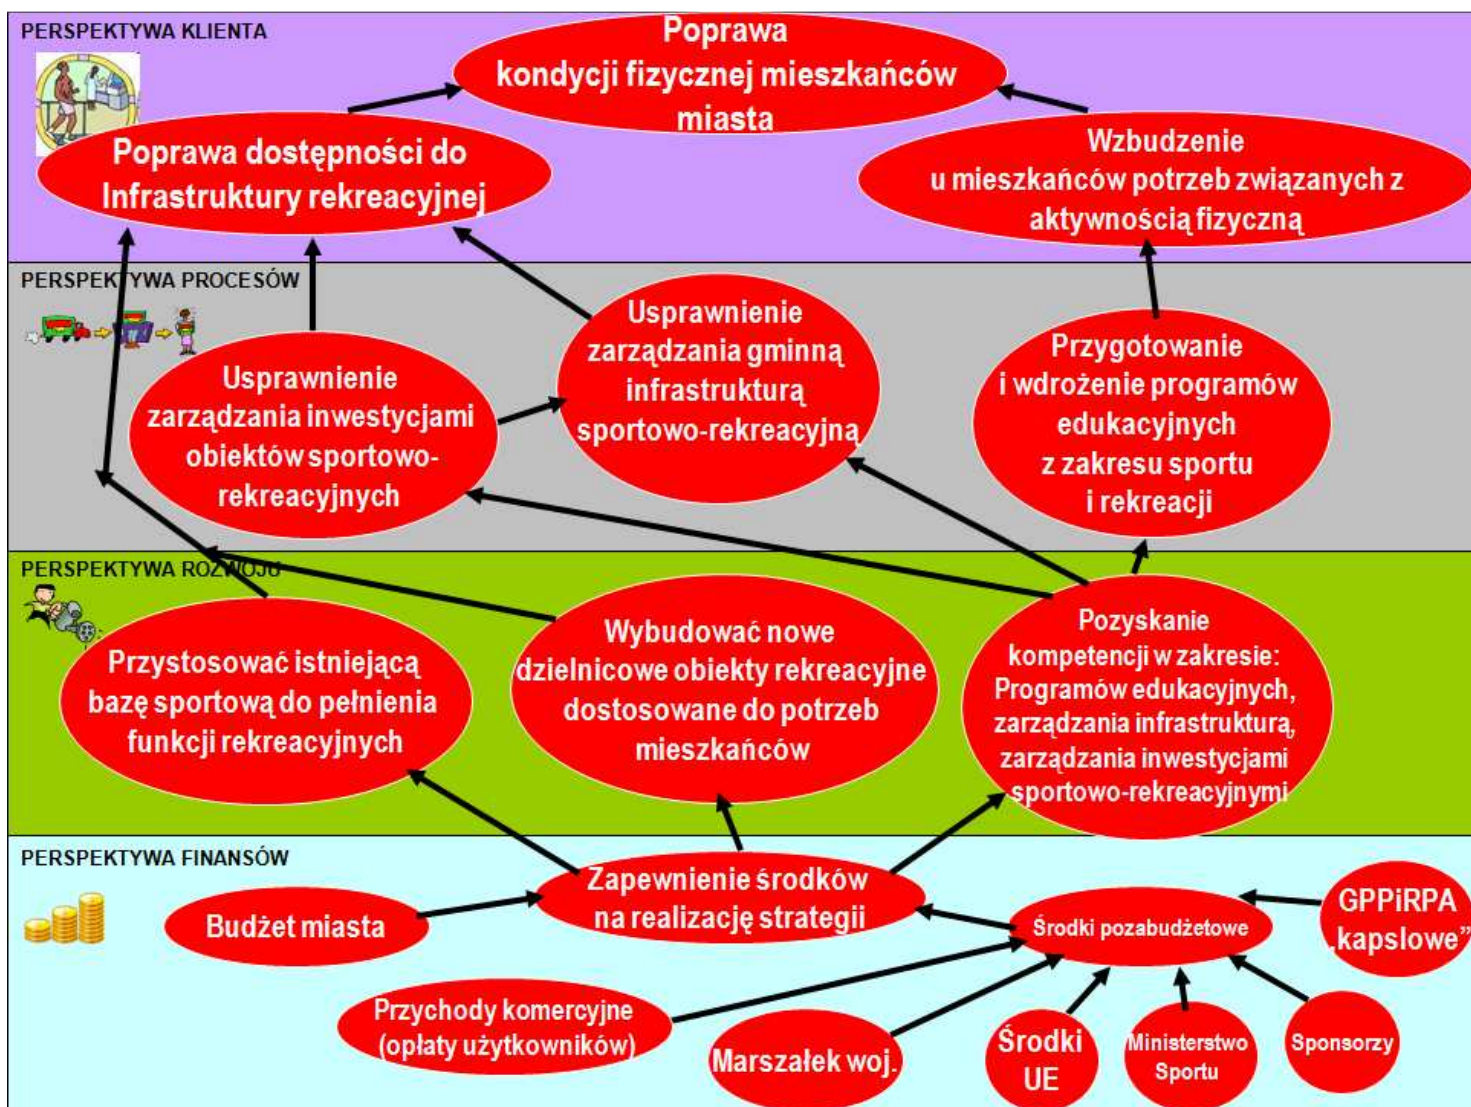 PERSPEKTYWA KLIENTA
Poprawa
kondycji fizycznej mieszkańców
miasta
Poprawa dostępności do
Infrastruktury rekreacyjnej
Wzbudzenie
u mieszkańców potrzeb związanych z
aktywnością fizyczną
PERSPEKTYWA PROCESÓW
Usprawnienie
zarządzania inwestycjami
obiektów sportowo-
rekreacyjnych
Usprawnienie
zarządzania gminną
infrastrukturą
sportowo-rekreacyjną
Przygotowanie
i wdrożenie programów
edukacyjnych
z zakresu sportu
i rekreacji
PERSPEKTYWA ROZWOJU
Przystosować istniejącą
bazę sportową do pełnienia
funkcji rekreacyjnych
Wybudować nowe
dzielnicowe obiekty rekreacyjne
dostosowane do potrzeb
mieszkańców
Pozyskanie
kompetencji w zakresie:
Programów edukacyjnych,
zarządzania infrastrukturą,
zarządzania inwestycjami
sportowo-rekreacyjnymi
PERSPEKTYWA FINANSÓW
Budżet miasta
Zapewnienie środków
na realizację strategii
Środki pozabudżetowe
GPPiRPA
„kapslowe”
Przychody komercyjne
(opłaty użytkowników)
Marszałek woj.
Środki
UE
Ministerstwo
Sportu
Sponsorzy